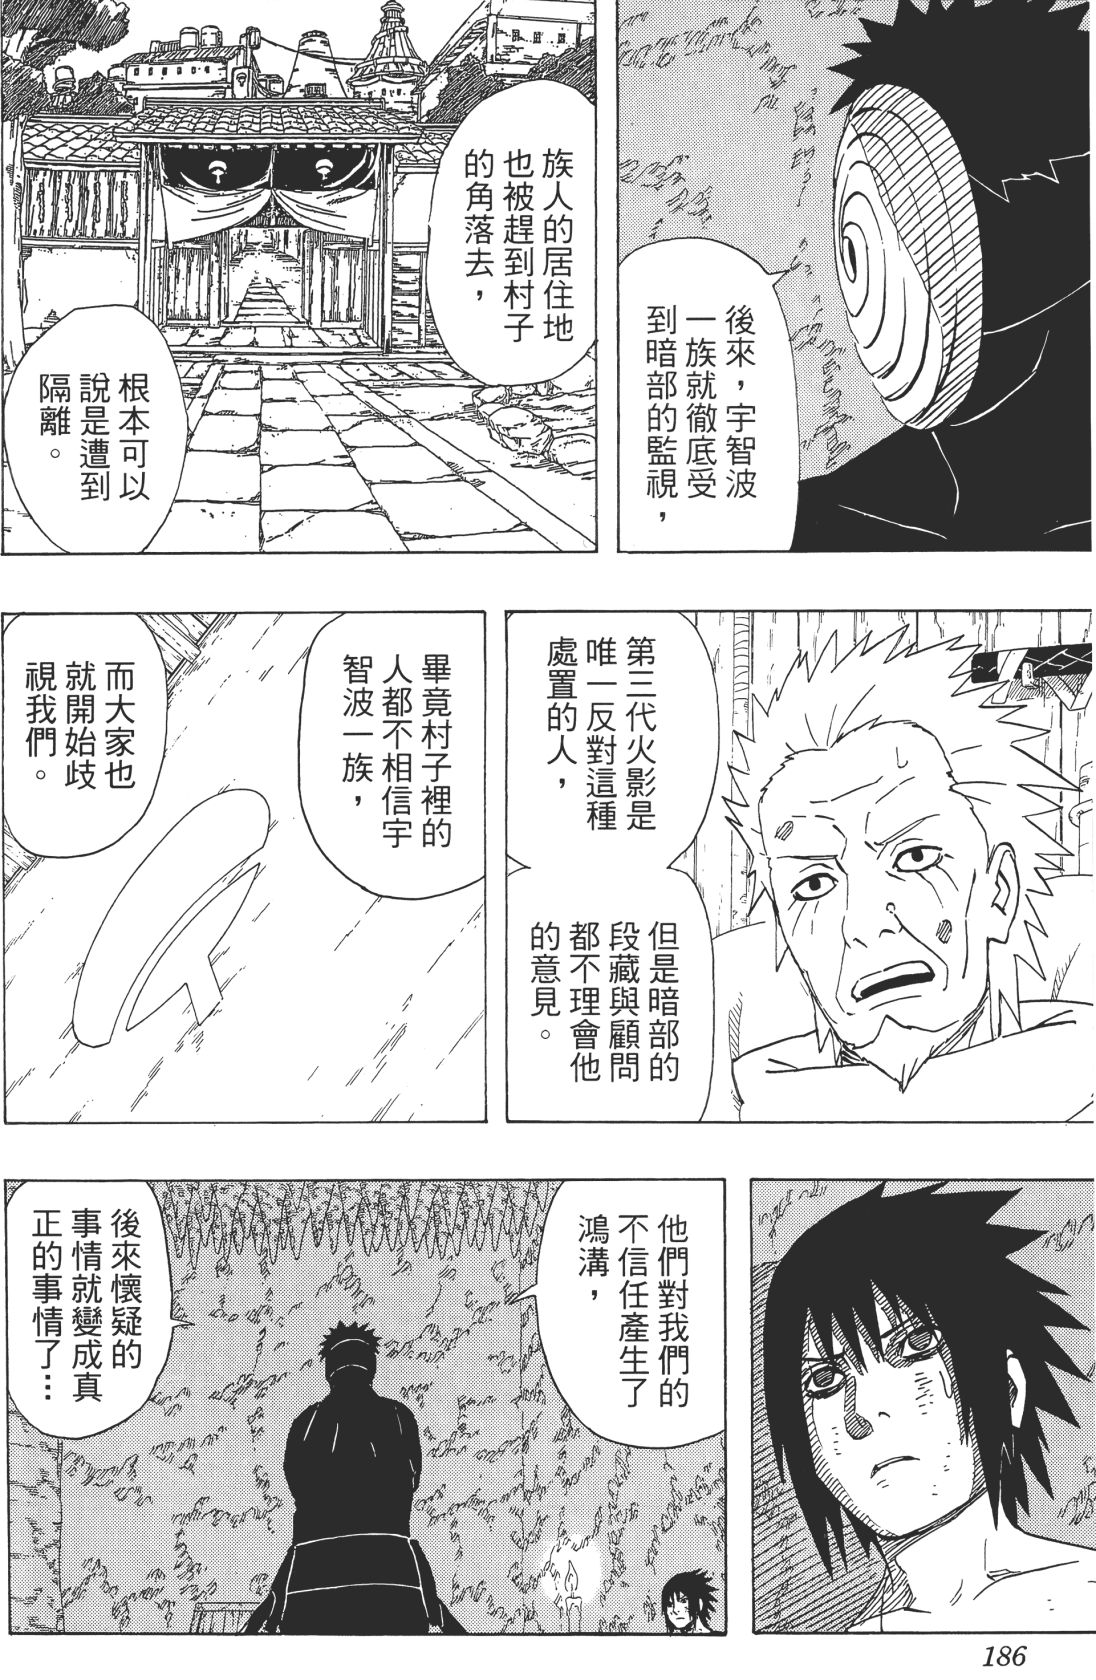 後來，宇智波
一族就徹底受
到暗部的監視，
族人的居住地
也被趕到村子
的角落去，
根本可以
說是遭到
隔離。
第三代火影是
唯一反對這種
處置的人，
但是暗部的
段藏與顧問
都不理會他
的意見。
畢竟村子裡的
人都不相信宇
智波一族，
而大家也
就開始歧
視我們。
他們對我們的
不信任產生了
鴻溝，
後來懷疑的
事情就變成真
正的事情了…
186